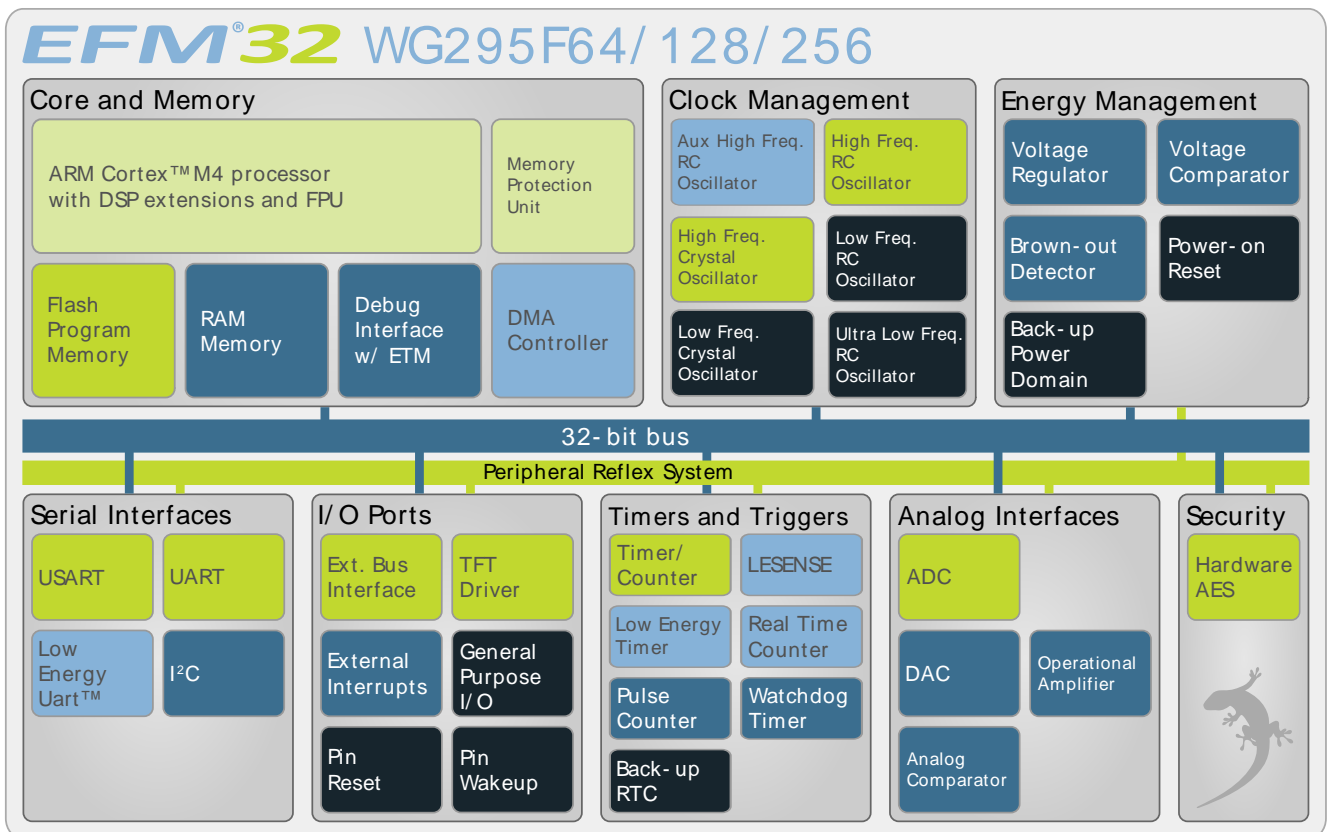 EFM®32 WG295F64/128/256
Core and Memory
ARM Cortex™ M4 processor
with DSP extensions and FPU
Memory
Protection
Unit
Flash
Program
Memory
RAM
Memory
Debug
Interface
w/ ETM
DMA
Controller
Clock Management
Aux High Freq.
RC
Oscillator
High Freq.
RC
Oscillator
High Freq.
Crystal
Oscillator
Low Freq.
RC
Oscillator
Low Freq.
Crystal
Oscillator
Ultra Low Freq.
RC
Oscillator
Energy Management
Voltage
Regulator
Voltage
Comparator
Brown-out
Detector
Power-on
Reset
Back-up
Power
Domain
32-bit bus
Peripheral Reflex System
Serial Interfaces
USART
UART
Low
Energy
Uart™
I²C
I/O Ports
Ext. Bus
Interface
TFT
Driver
External
Interrupts
General
Purpose
I/O
Pin
Reset
Pin
Wakeup
Timers and Triggers
Timer/
Counter
LESENSE
Low Energy
Timer
Real Time
Counter
Pulse
Counter
Watchdog
Timer
Back-up
RTC
Analog Interfaces
ADC
DAC
Operational
Amplifier
Analog
Comparator
Security
Hardware
AES